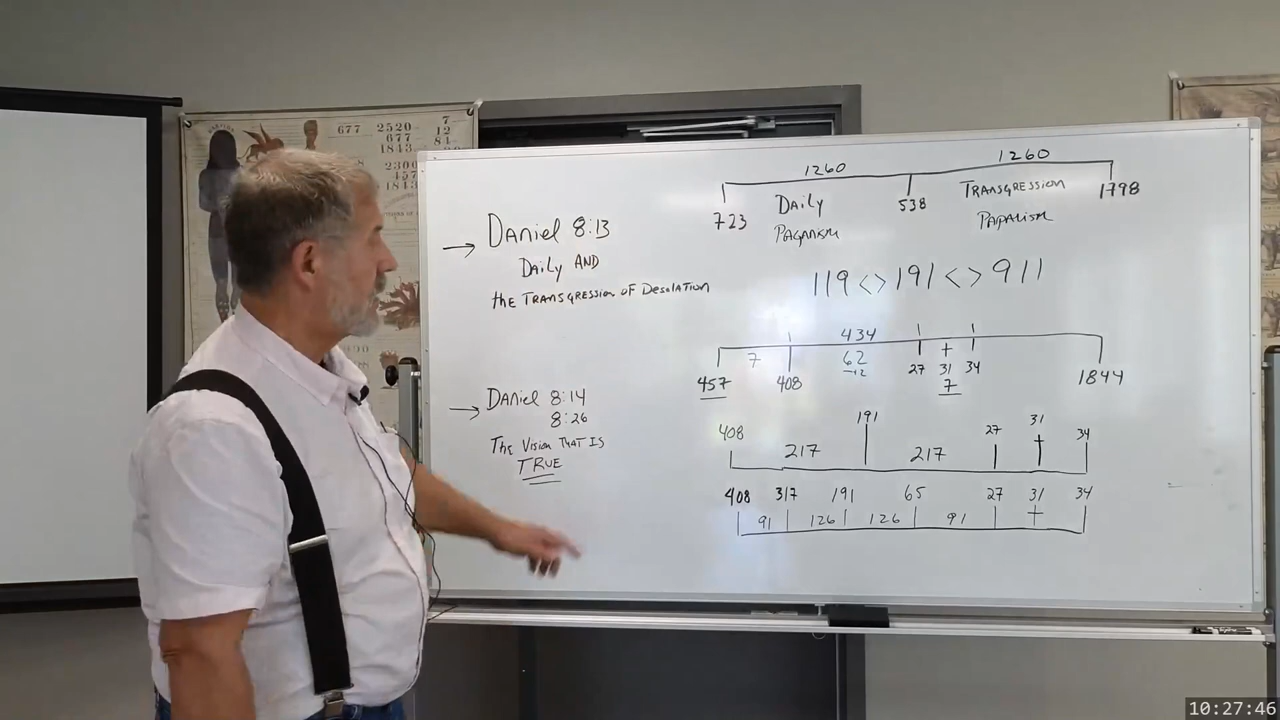 677 2520 7
677 12
1843 84
2300
457
1843
1260 1260
723 Daily 538 TRANSGRESSION 1798
PAGANISM PAPALISM
Daniel 8:13
Daily AND
the TRANSGRESSION OF DESOLATION
119 <> 191 <> 911
434
7 62
457 408 27 31 34 1844
7
Daniel 8:14
8:26
The Vision THAT IS
TRUE
408 191 27 31 34
217 217
408 317 191 65 27 31 34
91 126 126 91
10:27:46